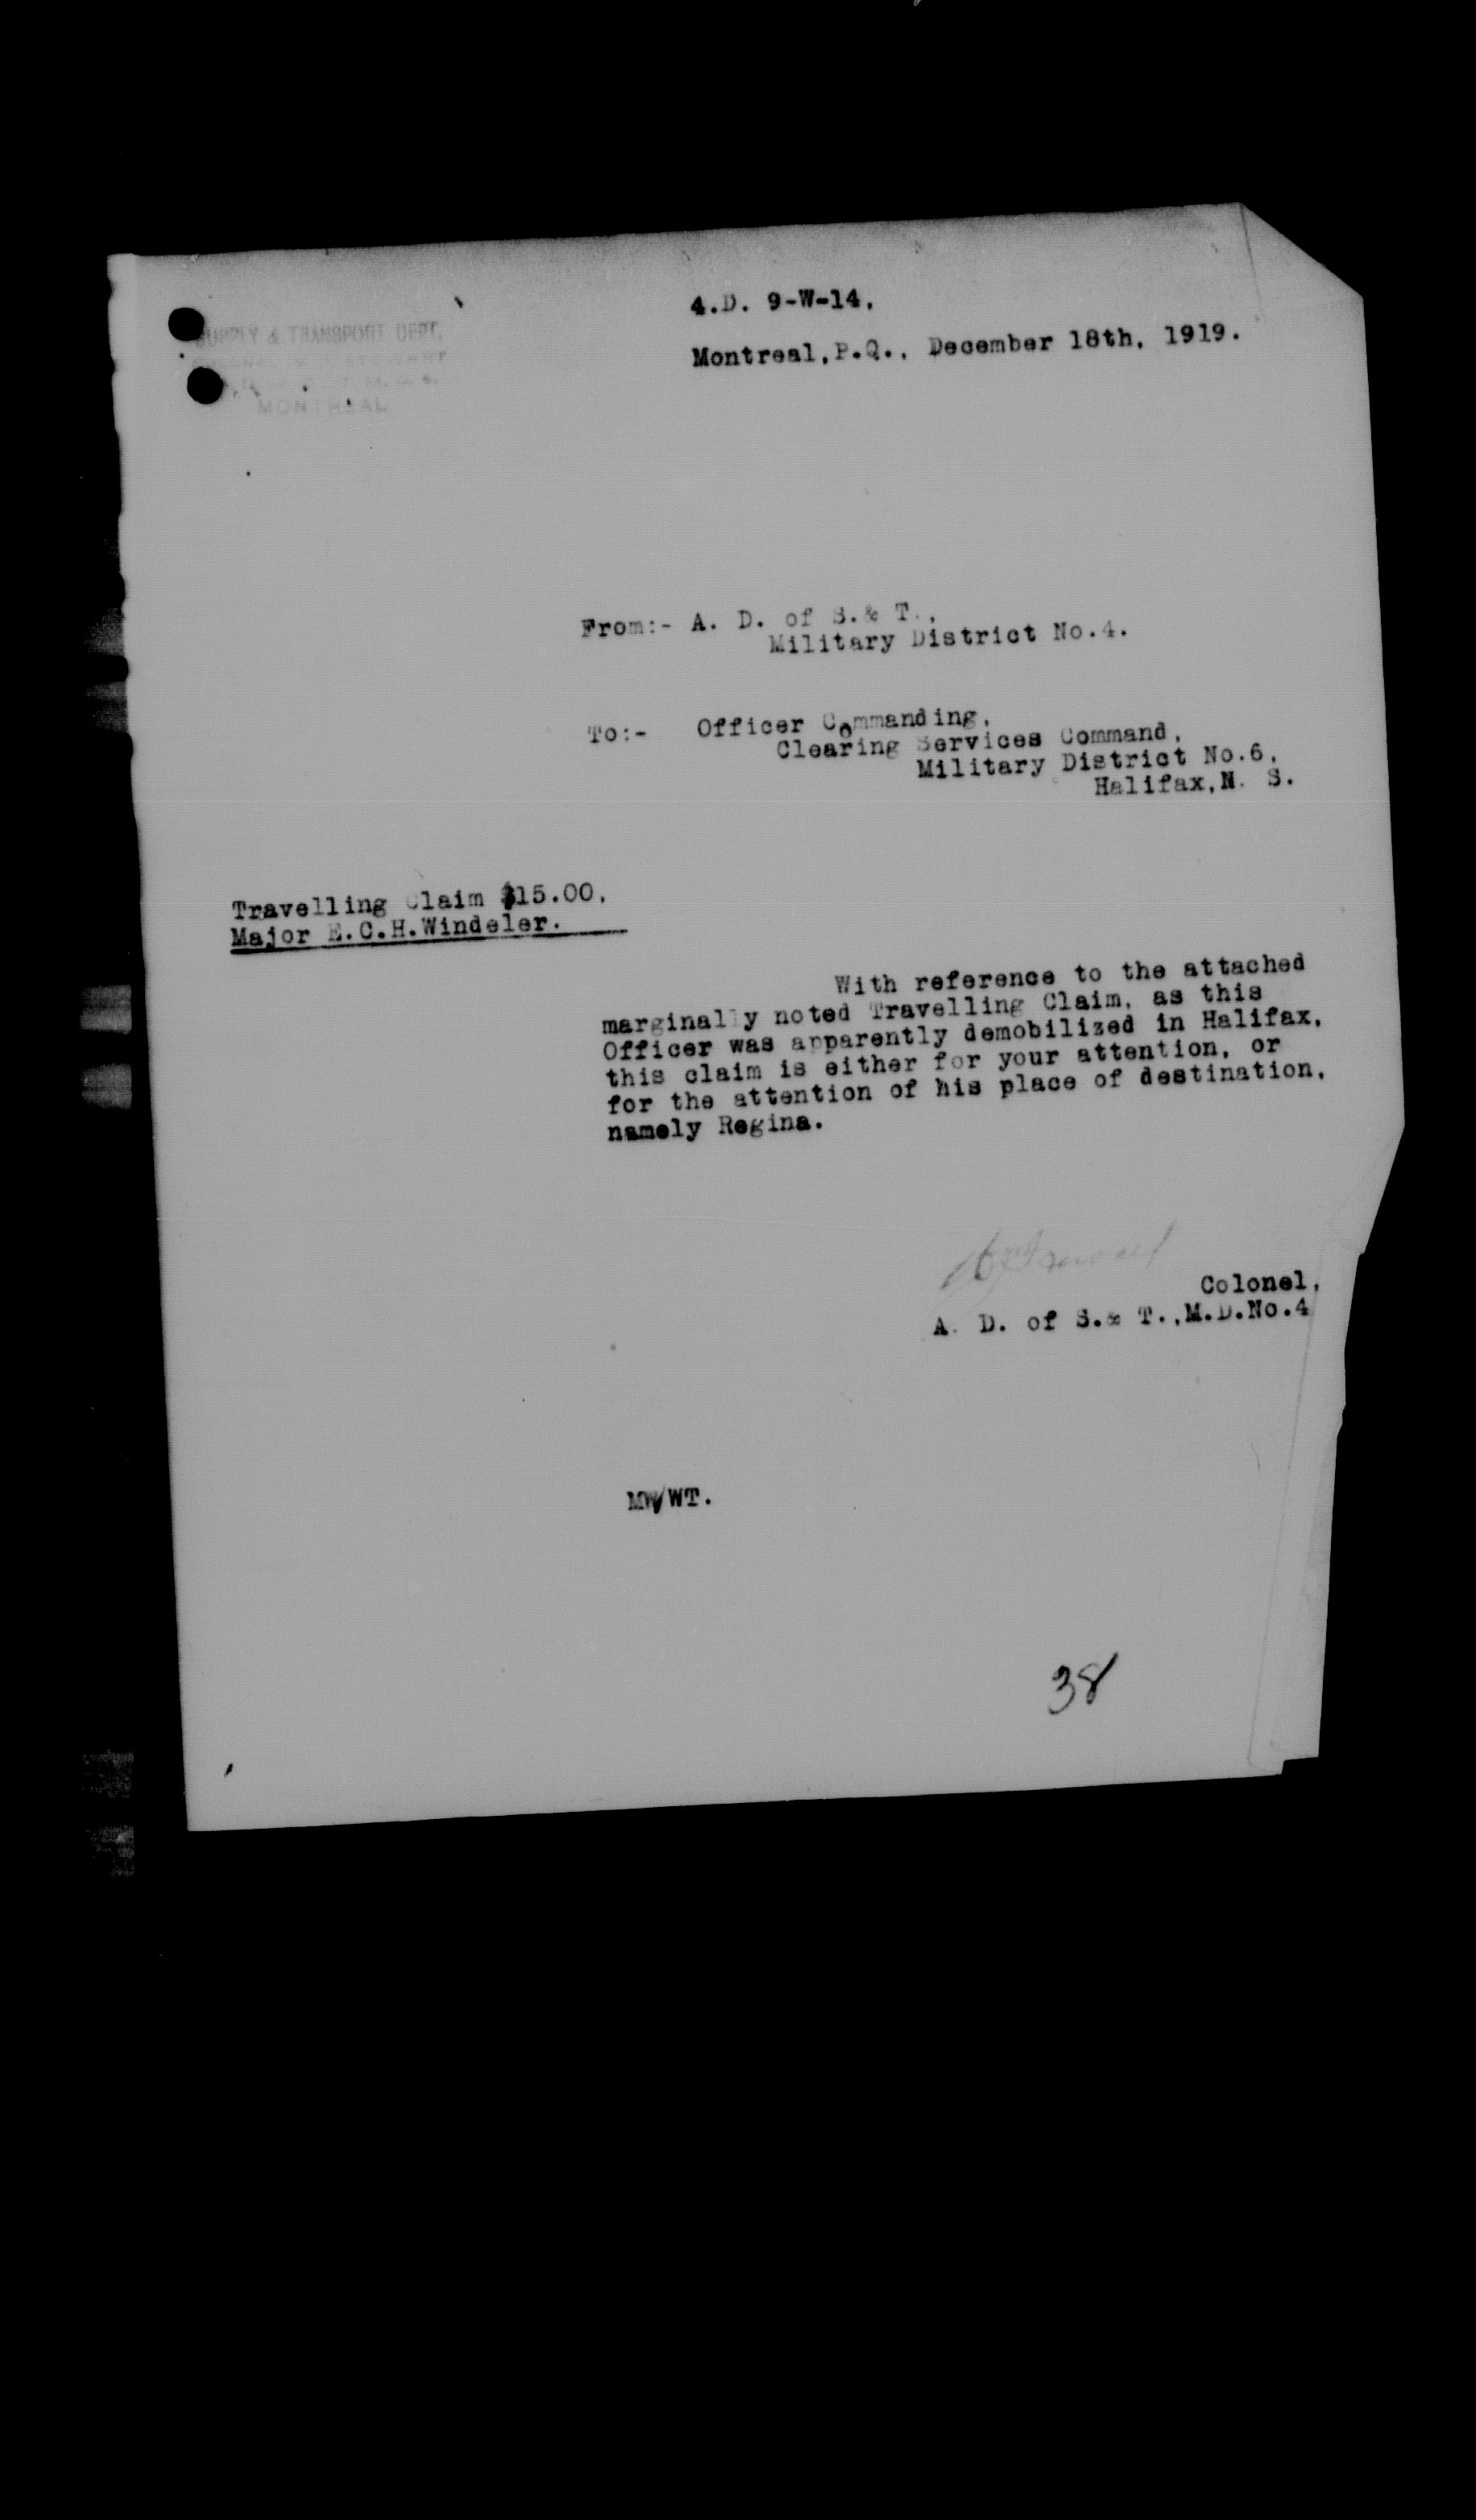 4.D. 9-W-14.
Montreal,P.Q., December 18th, 1919.
SUPPLY & TRANSPORT DEPT.
MONTREAL
From:- A. D. of S.& T.,
Military District No.4.
To:- Officer Commanding,
Clearing Services Command,
Military District No.6,
Halifax,N. S.
Travelling Claim $15.00,
Major E.C.H.Windeler.
With reference to the attached
marginally noted Travelling Claim, as this
Officer was apparently demobilized in Halifax,
this claim is either for your attention, or
for the attention of his place of destination,
namely Regina.
Colonel,
A. D. of S.& T.,M.D.No.4
MW/WT.
38